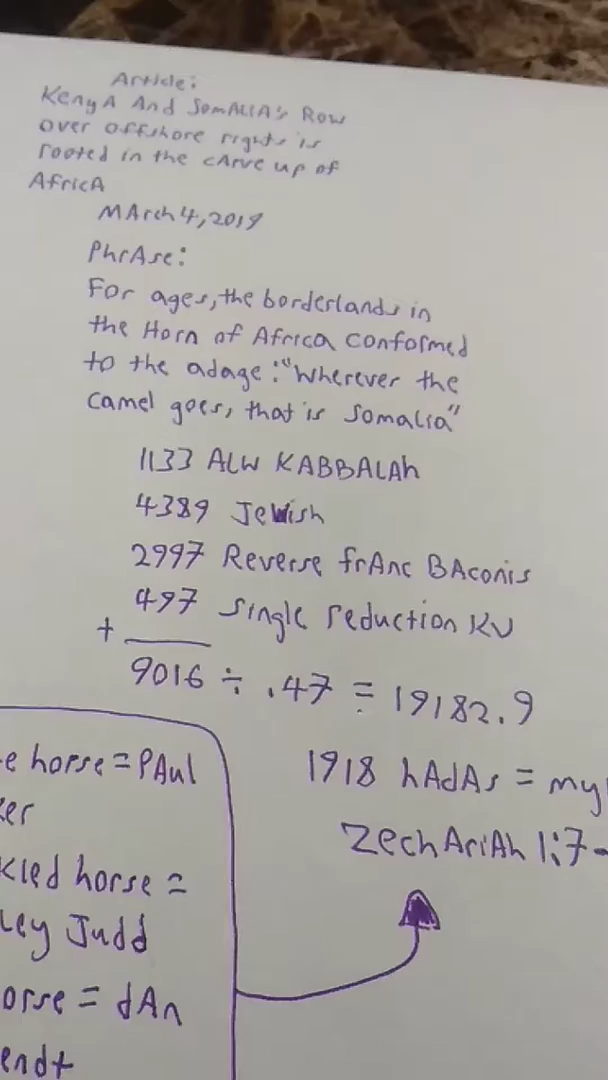 Article:
KenyA And SomALIA's Row
over offshore rights is
rooted in the cArve up of
AfricA
MArch 4, 2019
PhrAse:
For ages, the borderlands in
the Horn of Africa conformed
to the adage: "Wherever the
camel goes, that is Somalia"
1133 ALW KABBALAh
4389 Jewish
2997 Reverse frAnc BAconis
+ 497 Single reduction KV
9016 ÷ .47 = 19182.9
e horse = PAul
1918 hAdAs = my
ker
ZechAriAh 1:7-
kled horse =
ley Judd
orse = dAn
endt